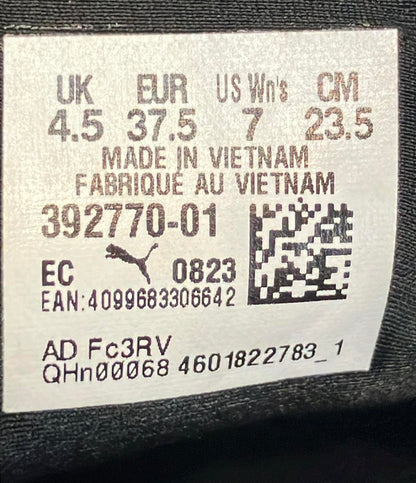 UK EUR US Wn's CM
4.5 37.5 7 23.5
MADE IN VIETNAM
FABRIQUÉ AU VIETNAM
392770-01
EC 0823
EAN:4099683306642
AD Fc3RV
QHn00068 4601822783_1